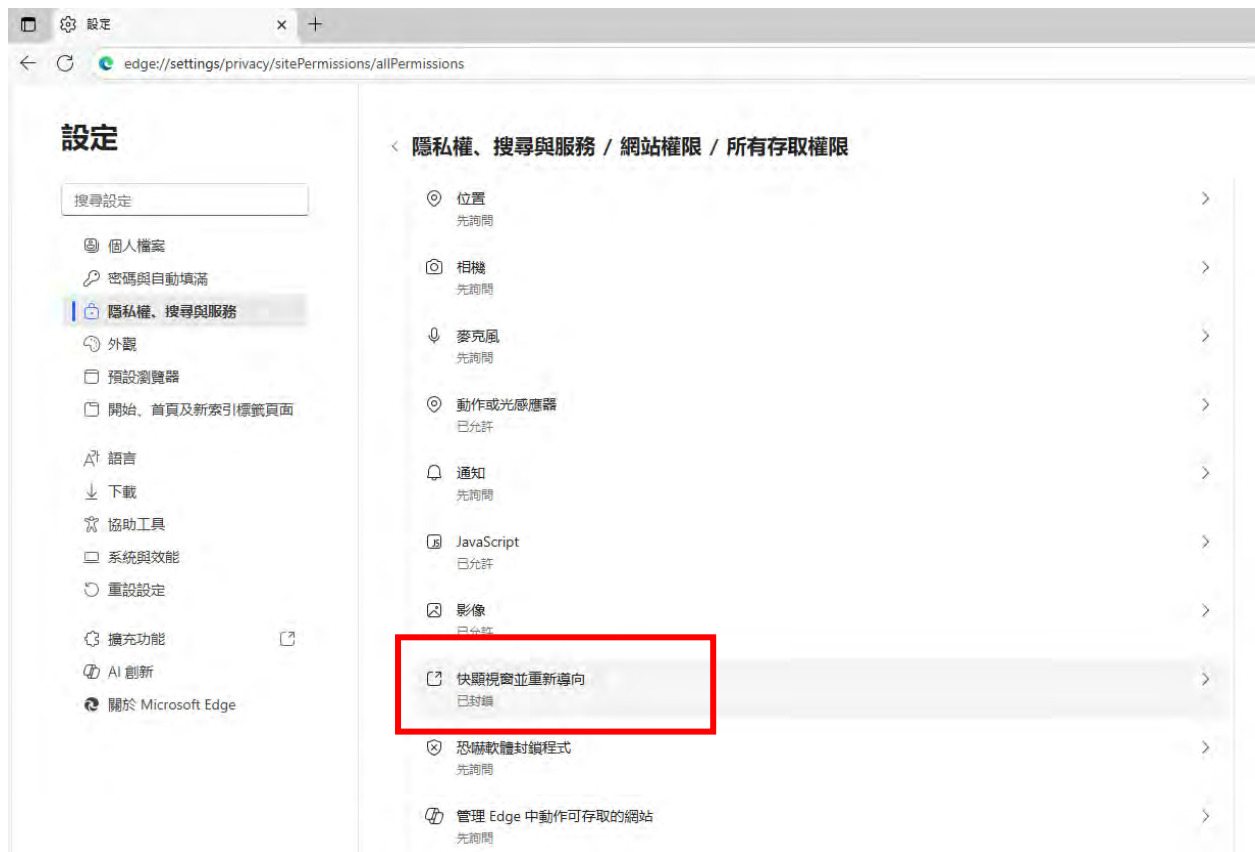 設定
edge://settings/privacy/sitePermissions/allPermissions
設定
搜尋設定
個人檔案
密碼與自動填滿
隱私權、搜尋與服務
外觀
預設瀏覽器
開始、首頁及新索引標籤頁面
語言
下載
協助工具
系統與效能
重設設定
擴充功能
AI 創新
關於 Microsoft Edge
隱私權、搜尋與服務 / 網站權限 / 所有存取權限
位置
先詢問
相機
先詢問
麥克風
先詢問
動作或光感應器
已允許
通知
先詢問
JavaScript
已允許
影像
已允許
快顯視窗並重新導向
已封鎖
恐嚇軟體封鎖程式
先詢問
管理 Edge 中動作可存取的網站
先詢問